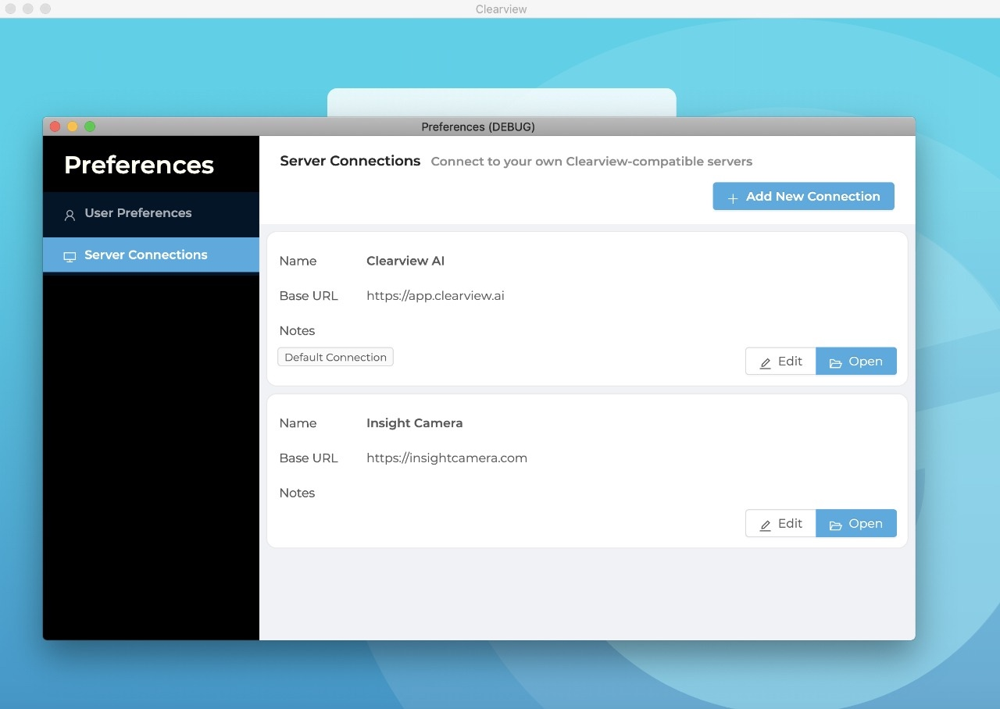 Clearview
Preferences (DEBUG)
Preferences
User Preferences
Server Connections
Server Connections Connect to your own Clearview-compatible servers
Add New Connection
Name Clearview AI
Base URL https://app.clearview.ai
Notes
Default Connection
Edit Open
Name Insight Camera
Base URL https://insightcamera.com
Notes
Edit Open